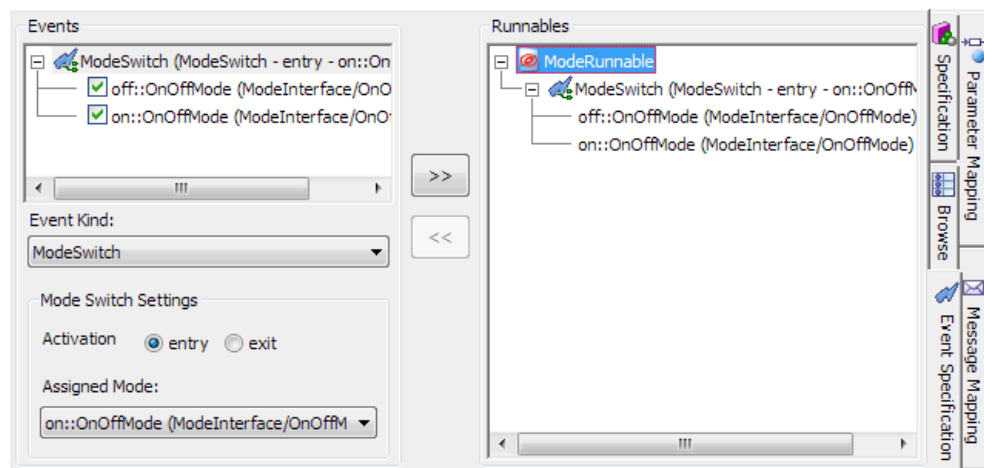 Events
ModeSwitch (ModeSwitch - entry - on::On
off::OnOffMode (ModeInterface/OnO
on::OnOffMode (ModeInterface/OnO
Event Kind:
ModeSwitch
Mode Switch Settings
Activation entry exit
Assigned Mode:
on::OnOffMode (ModeInterface/OnOffM
>>
<<
Runnables
ModeRunnable
ModeSwitch (ModeSwitch - entry - on::OnOffM
off::OnOffMode (ModeInterface/OnOffMode)
on::OnOffMode (ModeInterface/OnOffMode)
Specification
Browse
Event Specification
Parameter Mapping
Message Mapping